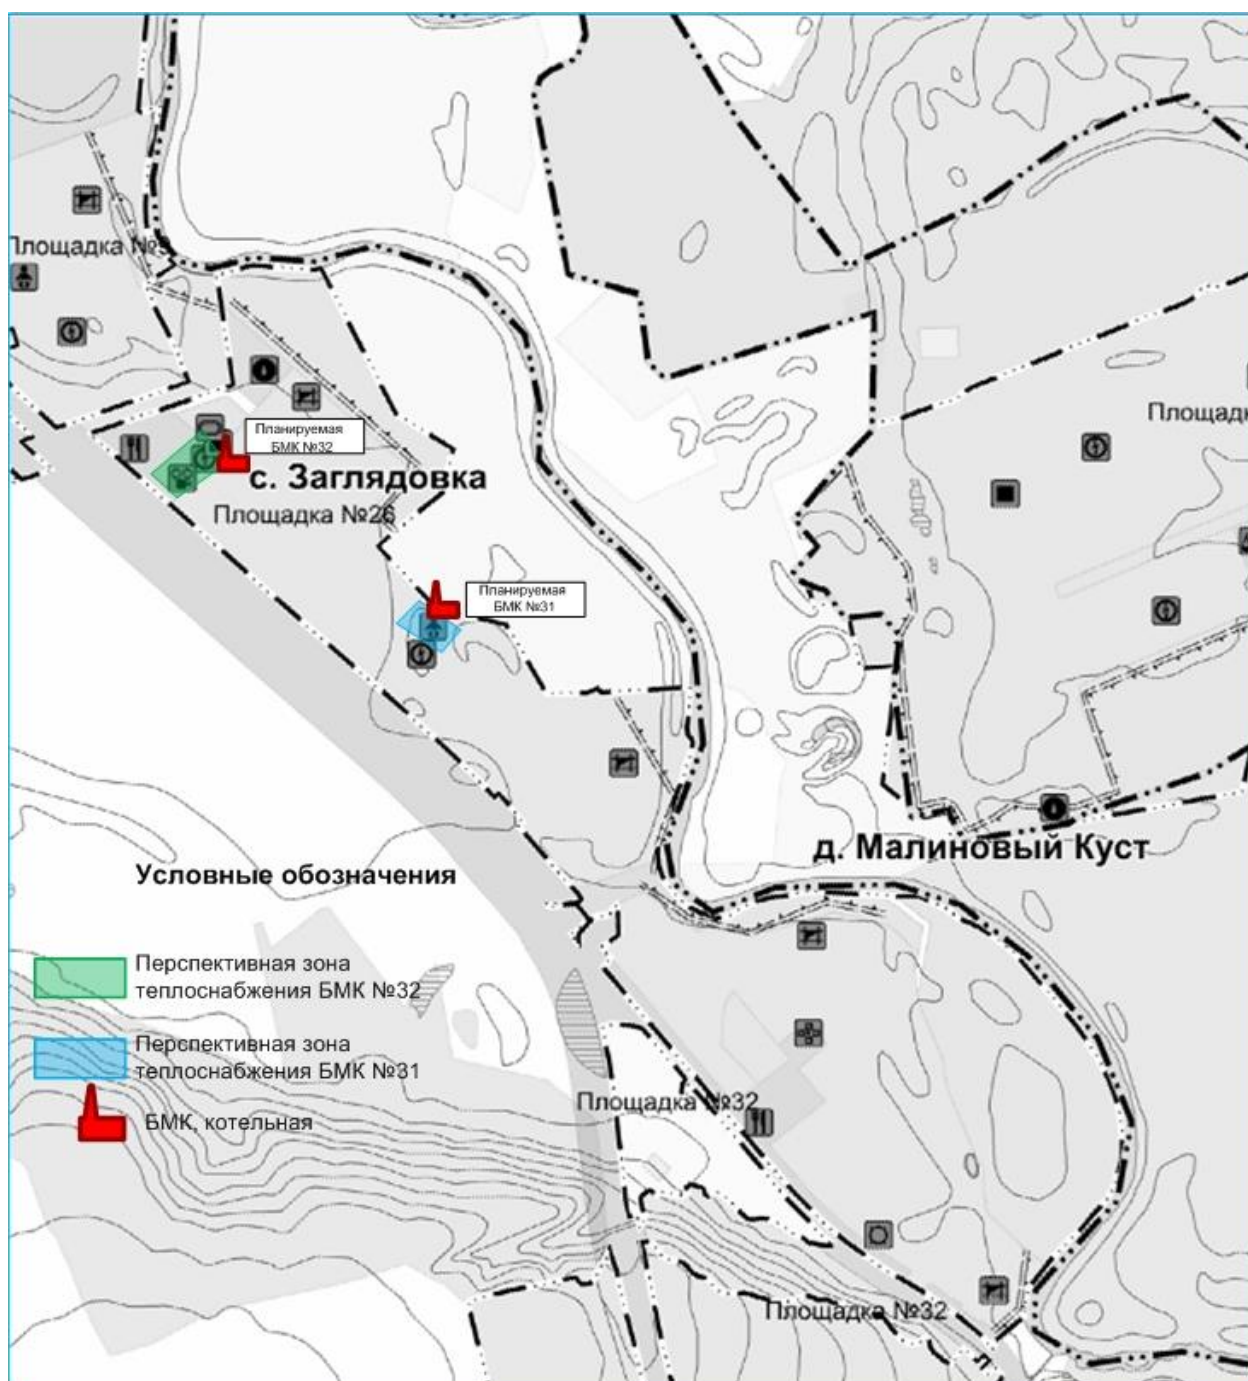 Площадка №9
Планируемая
БМК №32
с. Заглядовка
Площадка №26
Площадка
Планируемая
БМК №31
д. Малиновый Куст
Условные обозначения
Перспективная зона
теплоснабжения БМК №32
Перспективная зона
теплоснабжения БМК №31
БМК, котельная
Площадка №32
Площадка №32